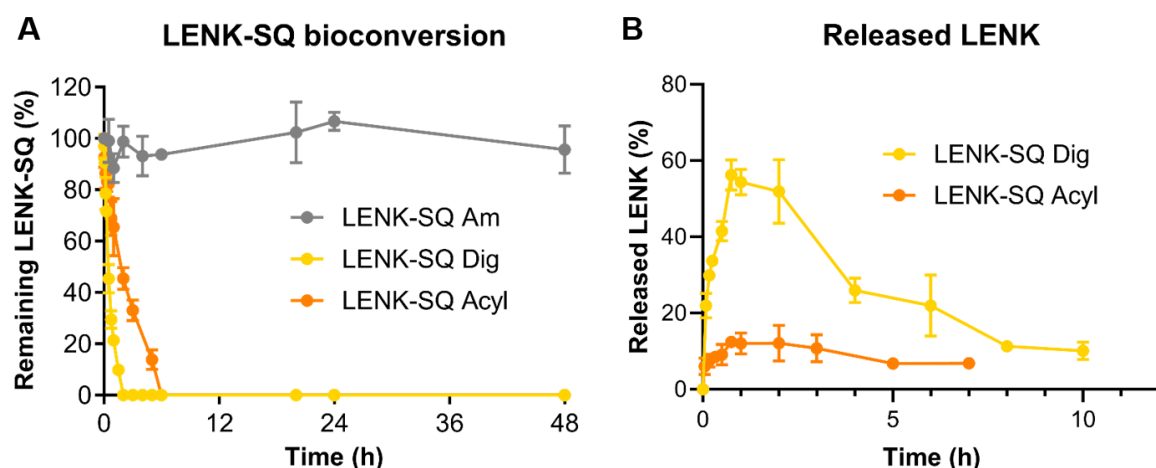 A
LENK-SQ bioconversion
Remaining LENK-SQ (%)
120
100
80
60
40
20
0
LENK-SQ Am
LENK-SQ Dig
LENK-SQ Acyl
0
12
24
36
48
Time (h)
B
Released LENK
Released LENK (%)
80
60
40
20
0
LENK-SQ Dig
LENK-SQ Acyl
0
5
10
Time (h)